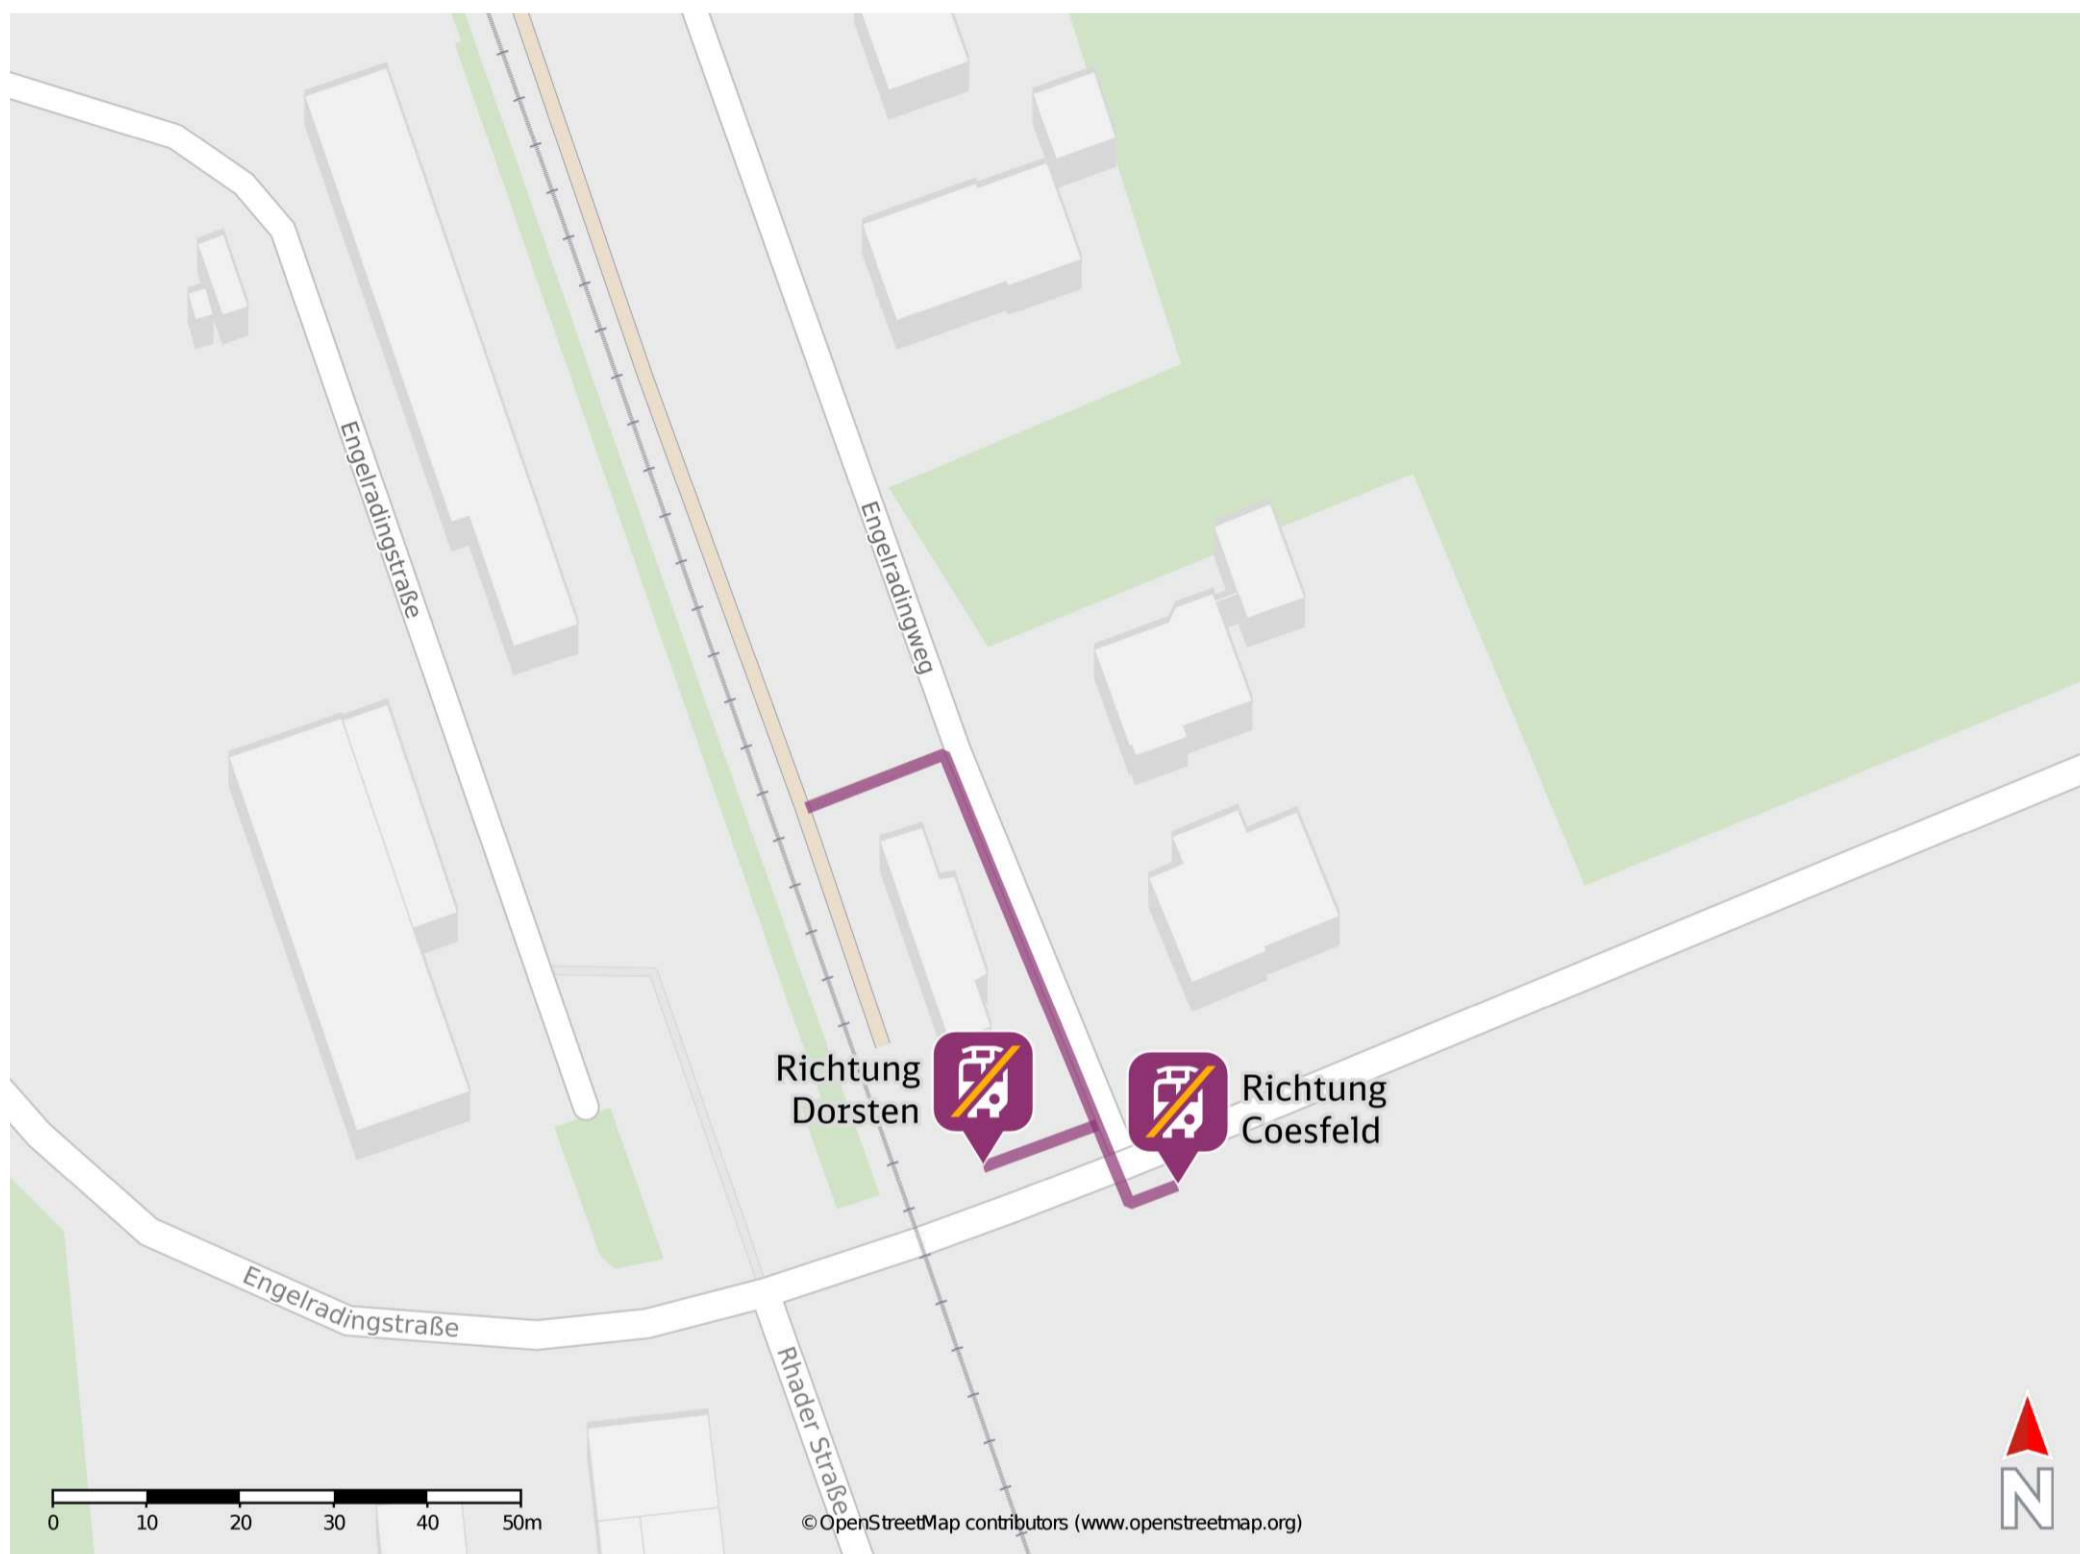 Engelradingstraße
Engelradingweg
Richtung
Dorsten
Richtung
Coesfeld
Engelradingstraße
Rhader Straße
0 10 20 30 40 50m
© OpenStreetMap contributors (www.openstreetmap.org)
N